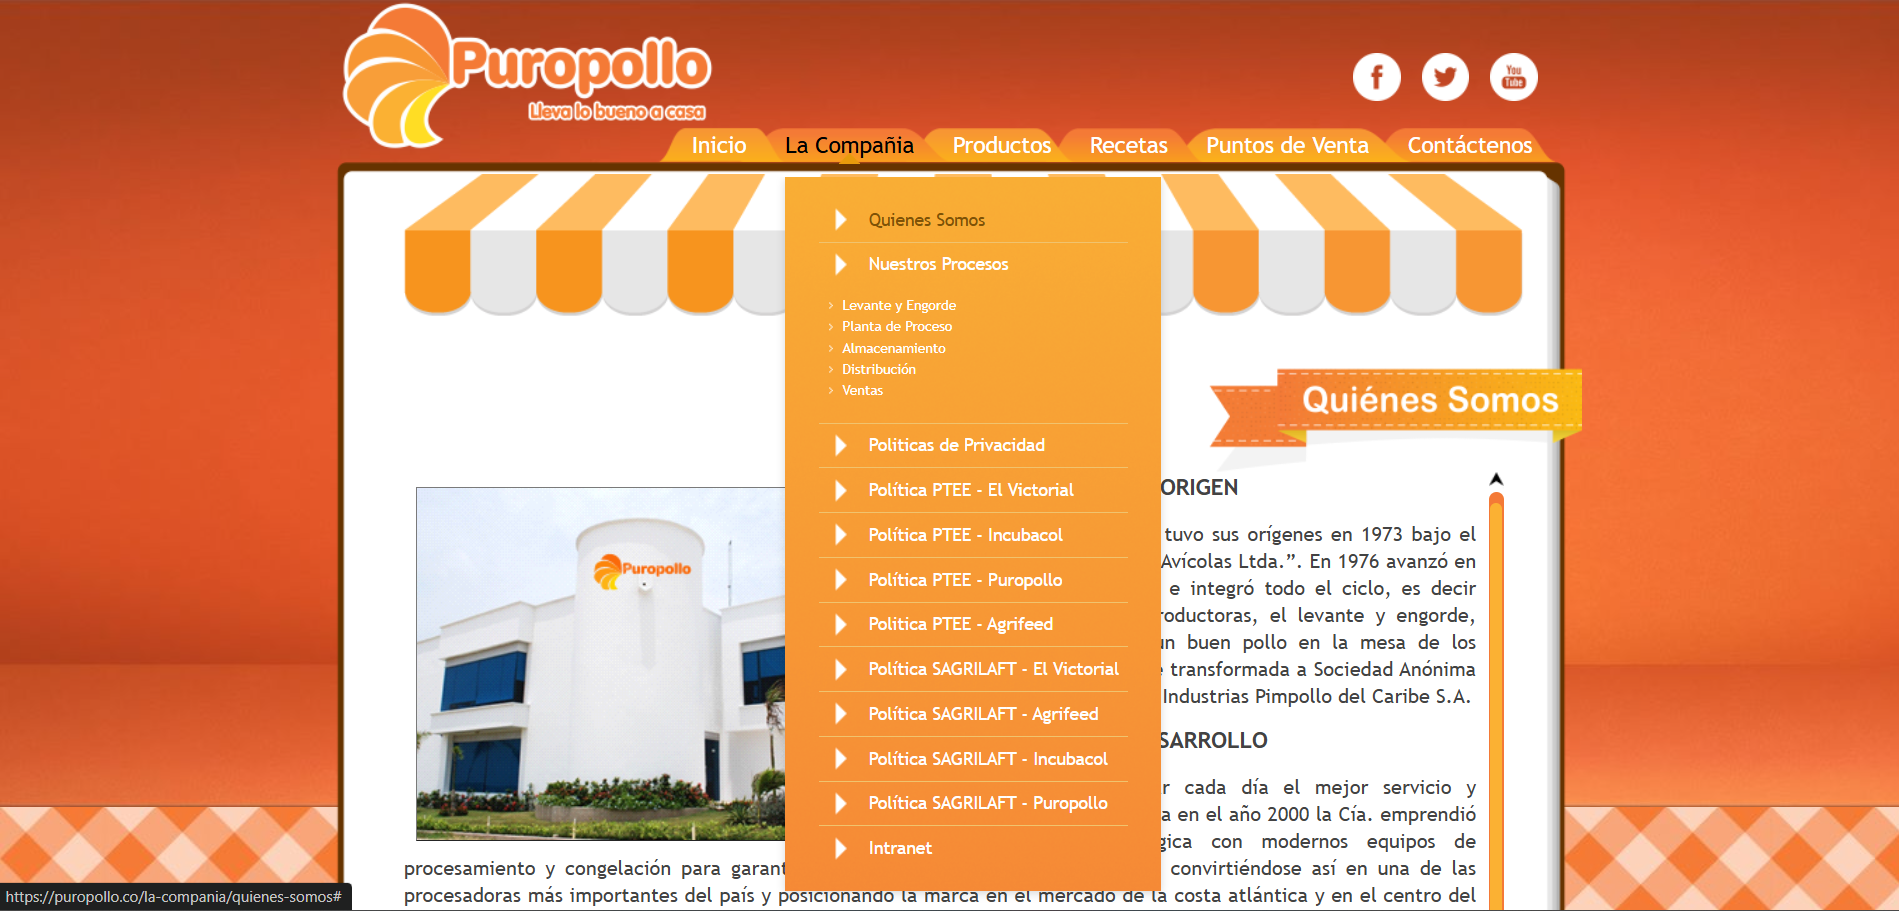 Puropollo
Lleva lo bueno a casa
You
Tube
Inicio
La Compañia
Productos
Recetas
Puntos de Venta
Contáctenos
Quienes Somos
Nuestros Procesos
Levante y Engorde
Planta de Proceso
Almacenamiento
Distribución
Ventas
Politicas de Privacidad
Política PTEE - El Victorial
Política PTEE - Incubacol
Política PTEE - Puropollo
Politica PTEE - Agrifeed
Política SAGRILAFT - El Victorial
Política SAGRILAFT - Agrifeed
Política SAGRILAFT - Incubacol
Política SAGRILAFT - Puropollo
Intranet
Quiénes Somos
Puropollo
ORIGEN
tuvo sus orígenes en 1973 bajo el
Avícolas Ltda.”. En 1976 avanzó en
e integró todo el ciclo, es decir
roductoras, el levante y engorde,
un buen pollo en la mesa de los
transformada a Sociedad Anónima
Industrias Pimpollo del Caribe S.A.
SARROLLO
r cada día el mejor servicio y
a en el año 2000 la Cía. emprendió
gica con modernos equipos de
procesamiento y congelación para garant convirtiéndose así en una de las
procesadoras más importantes del país y posicionando la marca en el mercado de la costa atlántica y en el centro del
https://puropollo.co/la-compania/quienes-somos#